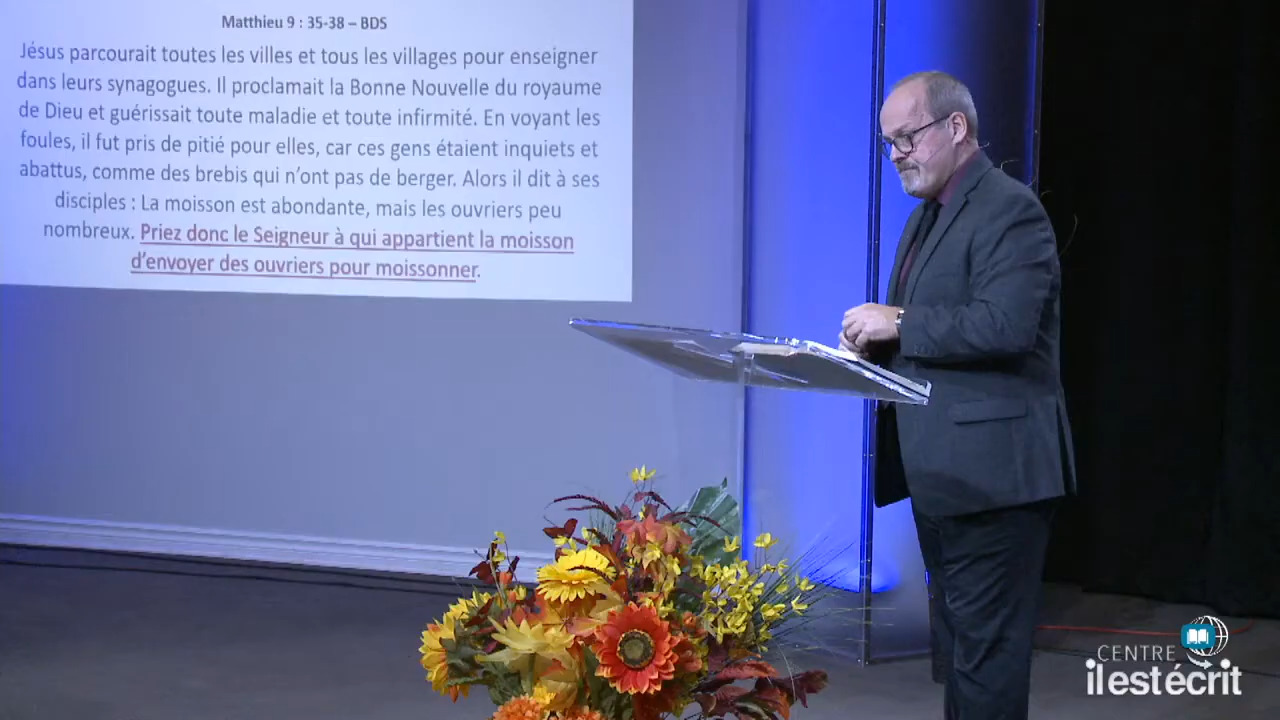 Matthieu 9 : 35-38 – BDS
Jésus parcourait toutes les villes et tous les villages pour enseigner
dans leurs synagogues. Il proclamait la Bonne Nouvelle du royaume
de Dieu et guérissait toute maladie et toute infirmité. En voyant les
foules, il fut pris de pitié pour elles, car ces gens étaient inquiets et
abattus, comme des brebis qui n’ont pas de berger. Alors il dit à ses
disciples : La moisson est abondante, mais les ouvriers peu
nombreux. Priez donc le Seigneur à qui appartient la moisson
d’envoyer des ouvriers pour moissonner.
CENTRE
il est écrit